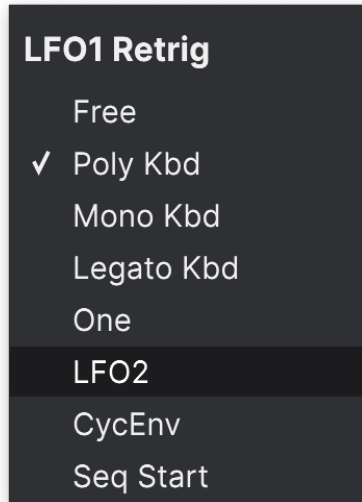 LFO1 Retrig
Free
✓ Poly Kbd
Mono Kbd
Legato Kbd
One
LFO2
CycEnv
Seq Start